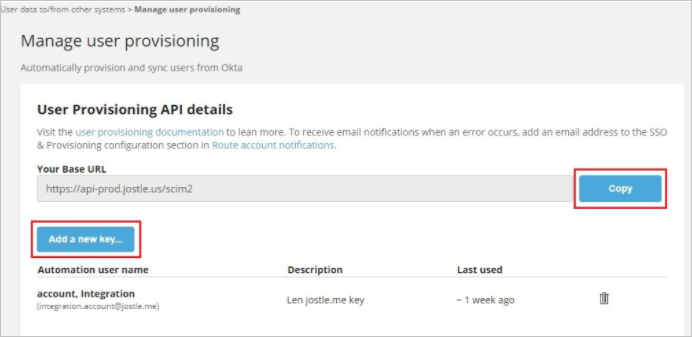 User data to/from other systems > Manage user provisioning
Manage user provisioning
Automatically provision and sync users from Okta
User Provisioning API details
Visit the user provisioning documentation to lean more. To receive email notifications when an error occurs, add an email address to the SSO
& Provisioning configuration section in Route account notifications.
Your Base URL
https://api-prod.jostle.us/scim2
Copy
Add a new key...
Automation user name Description Last used
account, Integration
(integration.account@jostle.me)
Len jostle.me key
~ 1 week ago